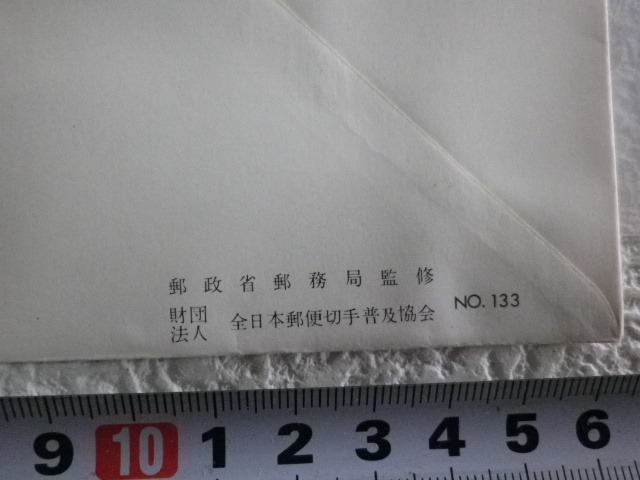 郵政省郵務局監修
財団法人 全日本郵便切手普及協会 NO. 133
9 10 1 2 3 4 5 6